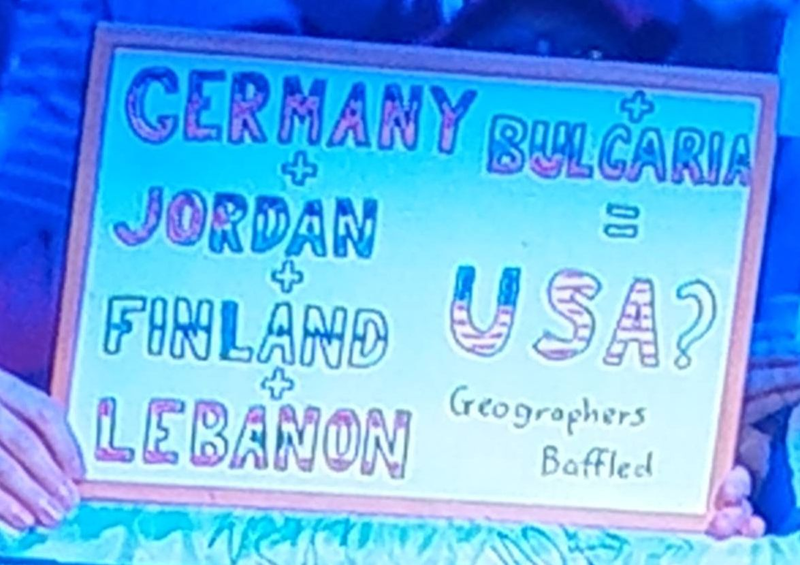 GERMANY
+
JORDAN
+
FINLAND
+
LEBANON
+
BULGARIA
=
USA?
Geographers
Baffled